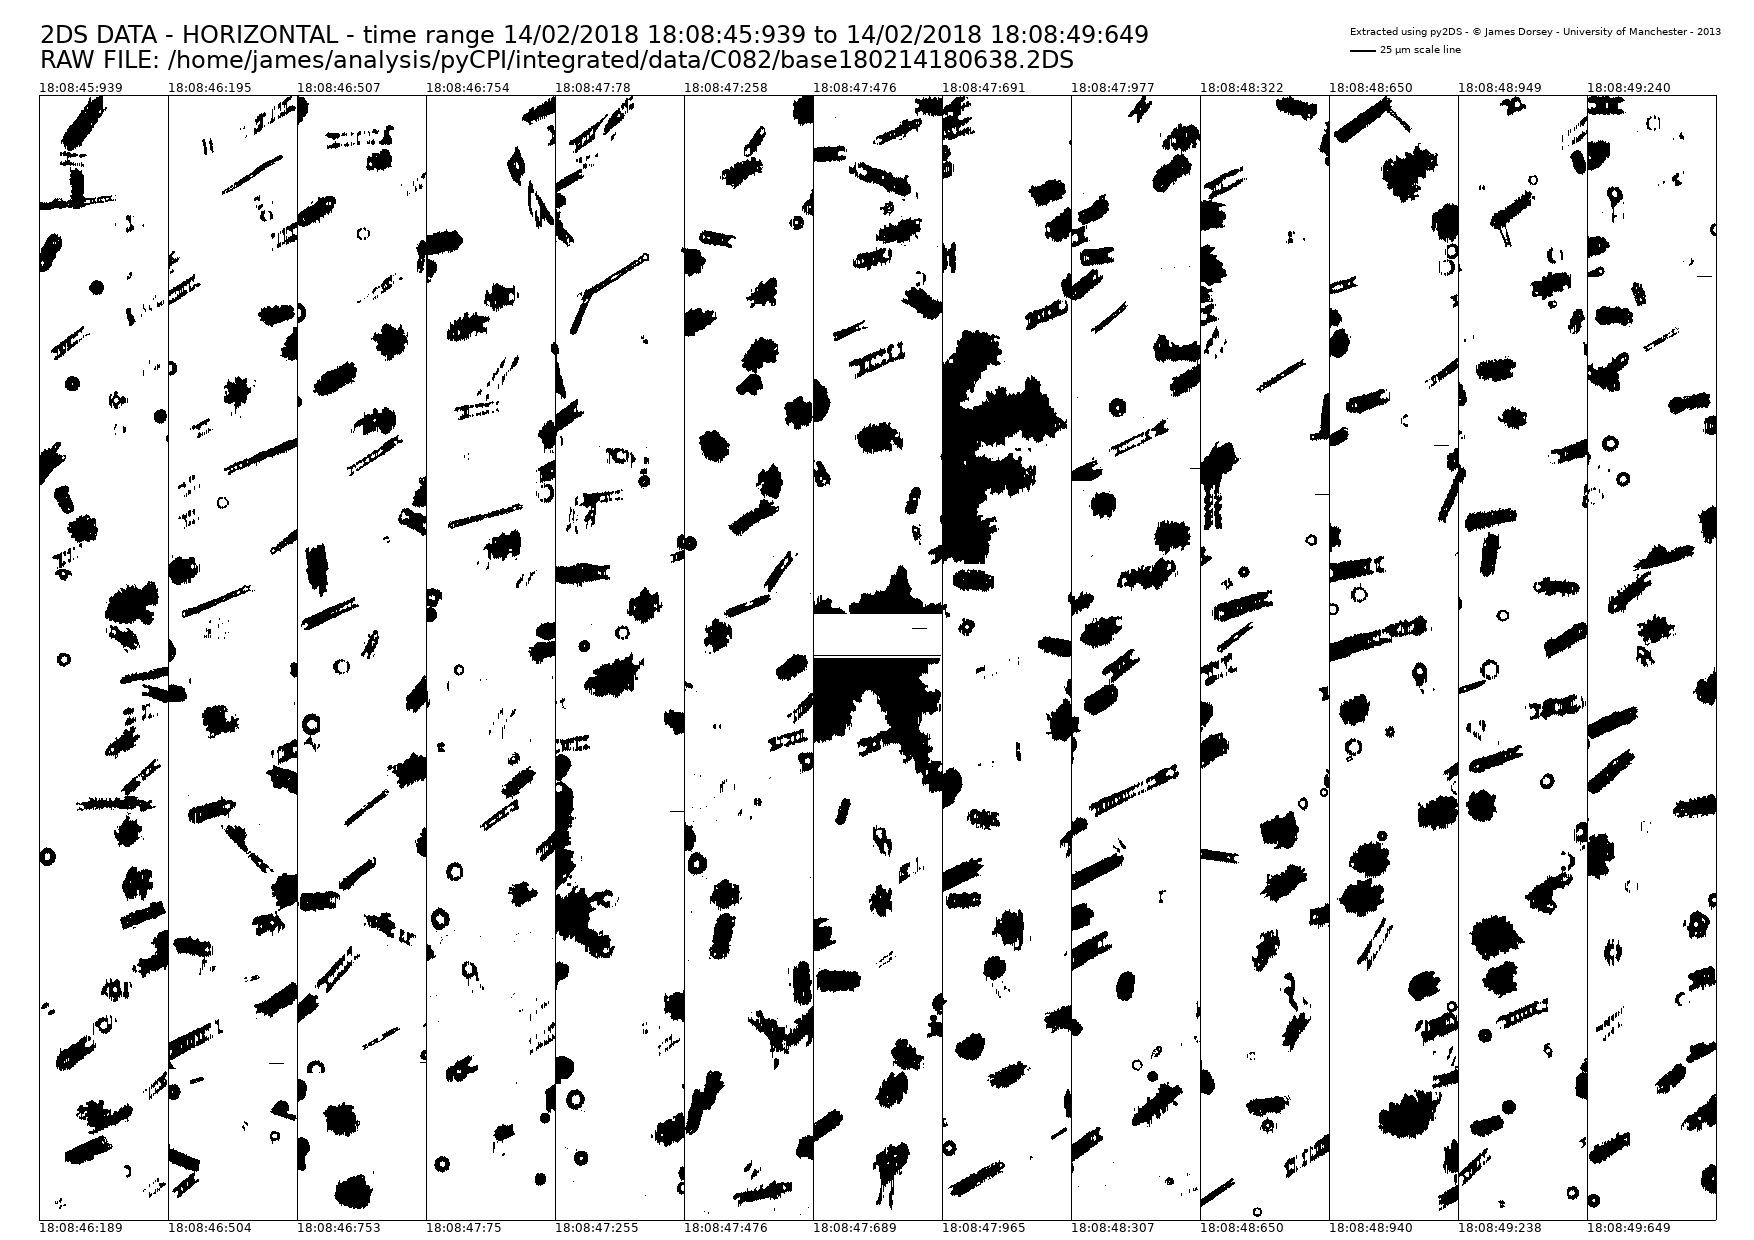 2DS DATA - HORIZONTAL - time range 14/02/2018 18:08:45:939 to 14/02/2018 18:08:49:649
RAW FILE: /home/james/analysis/pyCPI/integrated/data/C082/base180214180638.2DS
Extracted using py2DS - © James Dorsey - University of Manchester - 2013
25 µm scale line
18:08:45:939 18:08:46:195 18:08:46:507 18:08:46:754 18:08:47:78 18:08:47:258 18:08:47:476 18:08:47:691 18:08:47:977 18:08:48:322 18:08:48:650 18:08:48:949 18:08:49:240
18:08:46:189 18:08:46:504 18:08:46:753 18:08:47:75 18:08:47:255 18:08:47:476 18:08:47:689 18:08:47:965 18:08:48:307 18:08:48:650 18:08:48:940 18:08:49:238 18:08:49:649